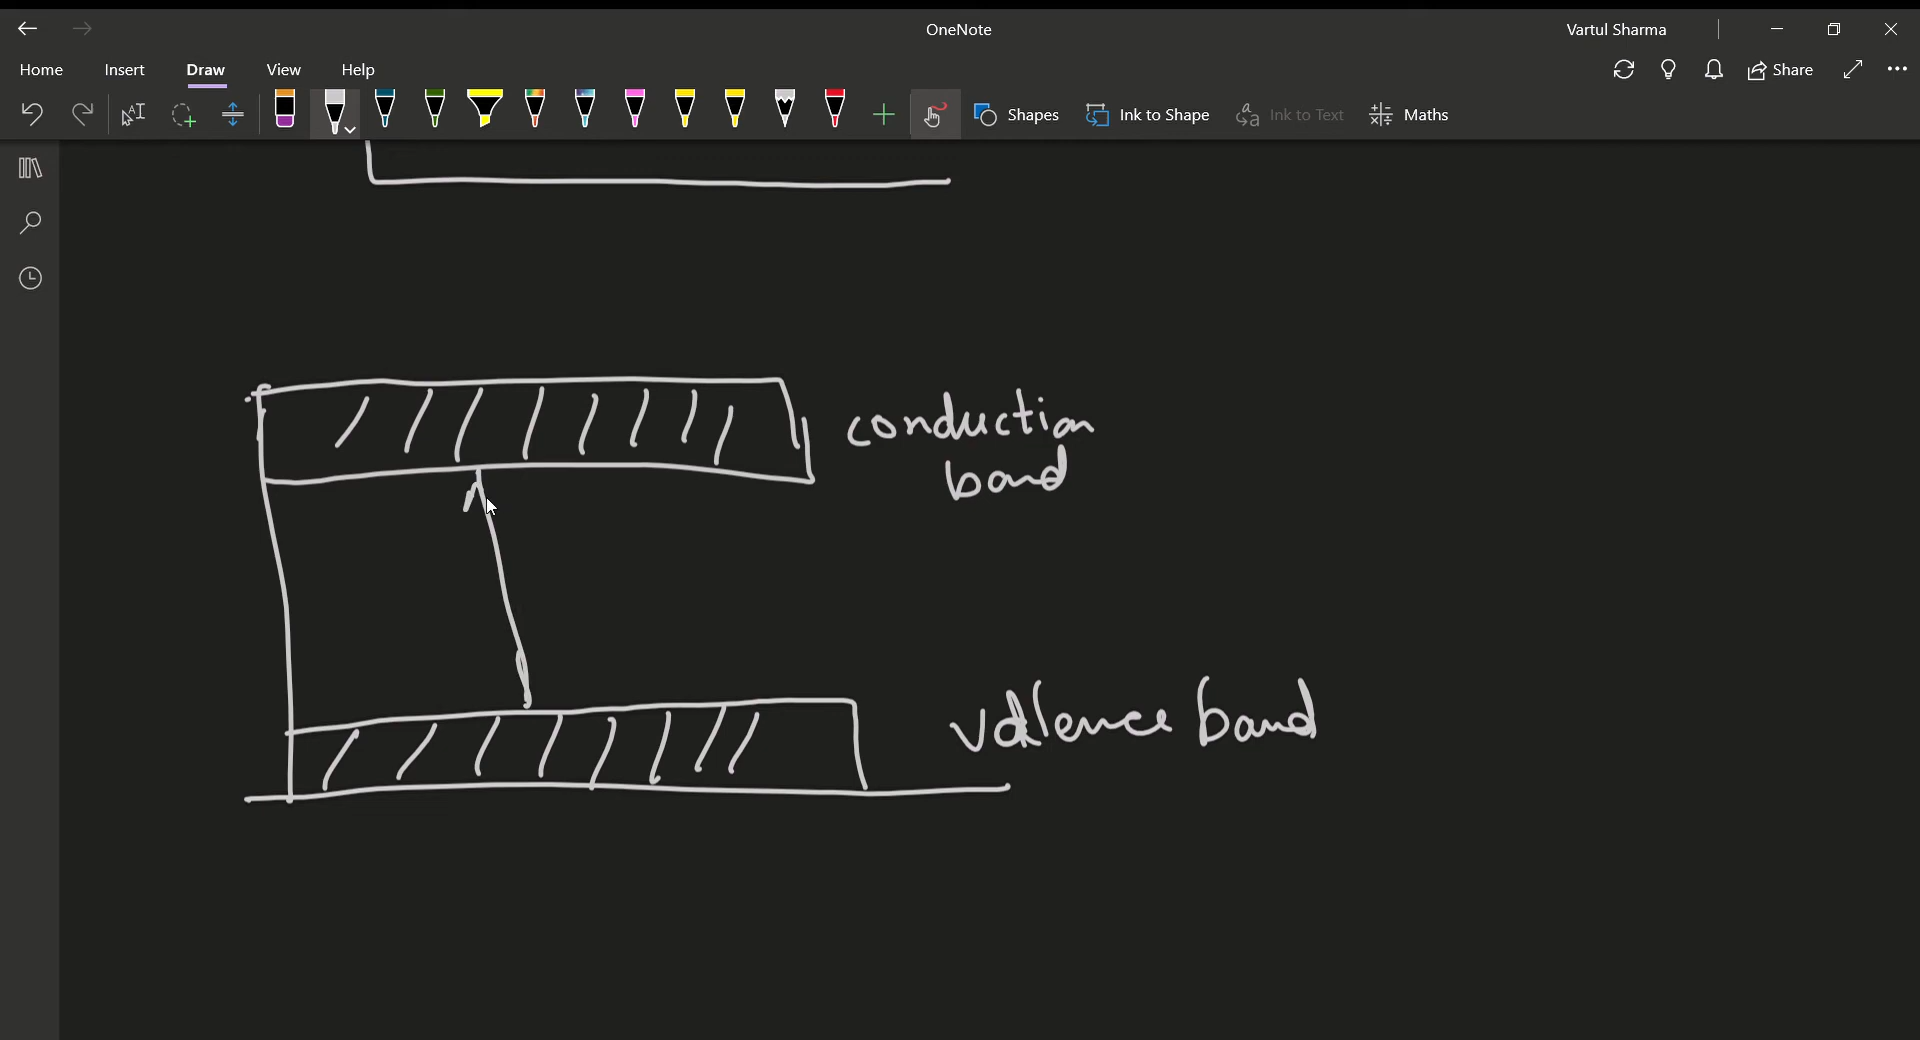 OneNote
Vartul Sharma
Home Insert Draw View Help
Share
Shapes Ink to Shape Ink to Text Maths
conduction
band
valence band